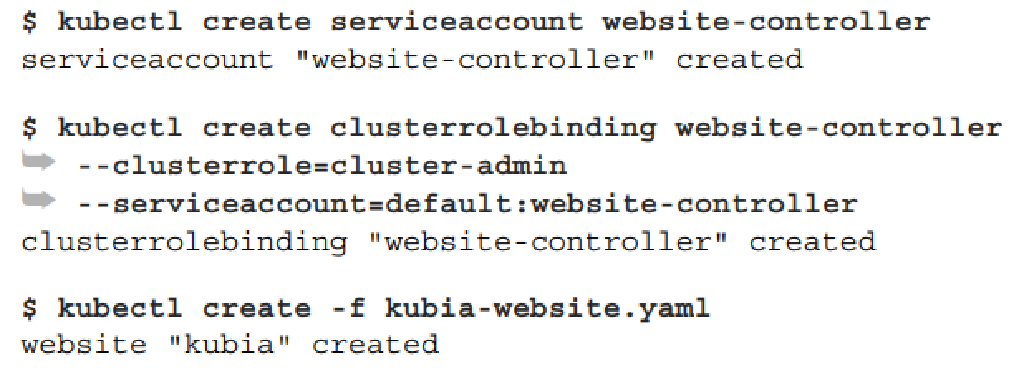 $ kubectl create serviceaccount website-controller
serviceaccount "website-controller" created
$ kubectl create clusterrolebinding website-controller
➥ --clusterrole=cluster-admin
➥ --serviceaccount=default:website-controller
clusterrolebinding "website-controller" created
$ kubectl create -f kubia-website.yaml
website "kubia" created